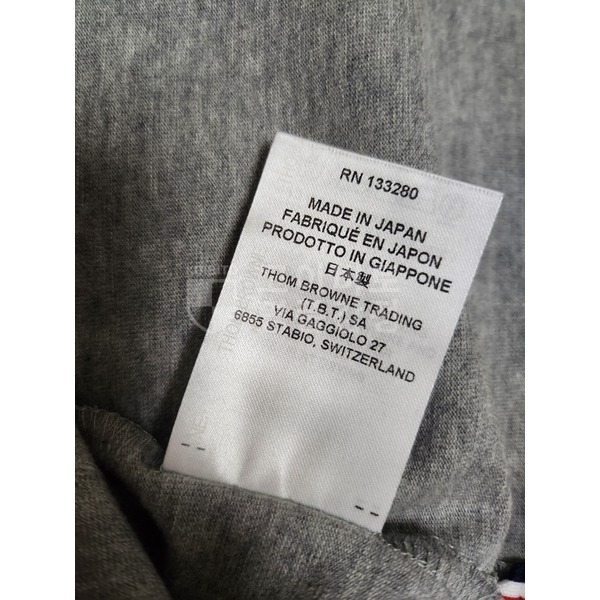 RN 133280
MADE IN JAPAN
FABRIQUÉ EN JAPON
PRODOTTO IN GIAPPONE
日本製
THOM BROWNE TRADING
(T.B.T.) SA
VIA GAGGIOLO 27
6855 STABIO, SWITZERLAND